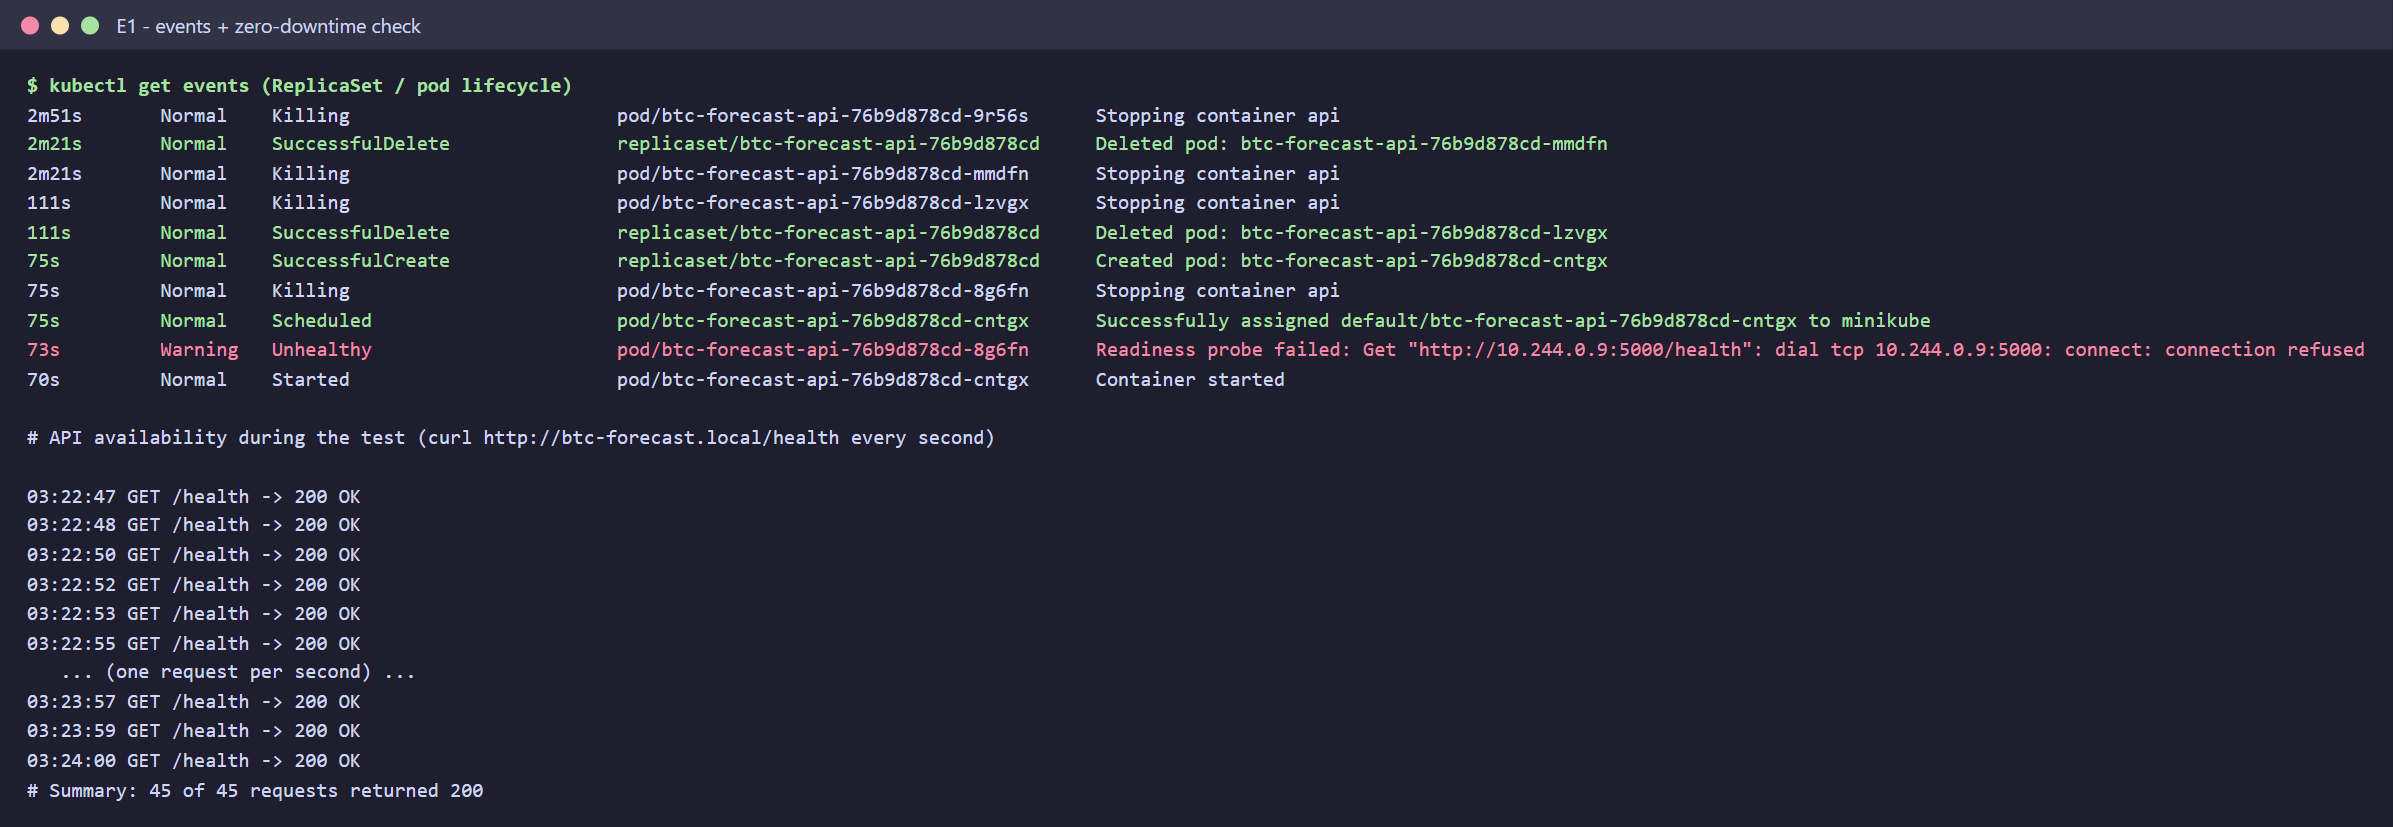 E1 - events + zero-downtime check
$ kubectl get events (ReplicaSet / pod lifecycle)
2m51s Normal Killing pod/btc-forecast-api-76b9d878cd-9r56s Stopping container api
2m21s Normal SuccessfulDelete replicaset/btc-forecast-api-76b9d878cd Deleted pod: btc-forecast-api-76b9d878cd-mmdfn
2m21s Normal Killing pod/btc-forecast-api-76b9d878cd-mmdfn Stopping container api
111s Normal Killing pod/btc-forecast-api-76b9d878cd-lzvgx Stopping container api
111s Normal SuccessfulDelete replicaset/btc-forecast-api-76b9d878cd Deleted pod: btc-forecast-api-76b9d878cd-lzvgx
75s Normal SuccessfulCreate replicaset/btc-forecast-api-76b9d878cd Created pod: btc-forecast-api-76b9d878cd-cntgx
75s Normal Killing pod/btc-forecast-api-76b9d878cd-8g6fn Stopping container api
75s Normal Scheduled pod/btc-forecast-api-76b9d878cd-cntgx Successfully assigned default/btc-forecast-api-76b9d878cd-cntgx to minikube
73s Warning Unhealthy pod/btc-forecast-api-76b9d878cd-8g6fn Readiness probe failed: Get "http://10.244.0.9:5000/health": dial tcp 10.244.0.9:5000: connect: connection refused
70s Normal Started pod/btc-forecast-api-76b9d878cd-cntgx Container started
# API availability during the test (curl http://btc-forecast.local/health every second)
03:22:47 GET /health -> 200 OK
03:22:48 GET /health -> 200 OK
03:22:50 GET /health -> 200 OK
03:22:52 GET /health -> 200 OK
03:22:53 GET /health -> 200 OK
03:22:55 GET /health -> 200 OK
... (one request per second) ...
03:23:57 GET /health -> 200 OK
03:23:59 GET /health -> 200 OK
03:24:00 GET /health -> 200 OK
# Summary: 45 of 45 requests returned 200